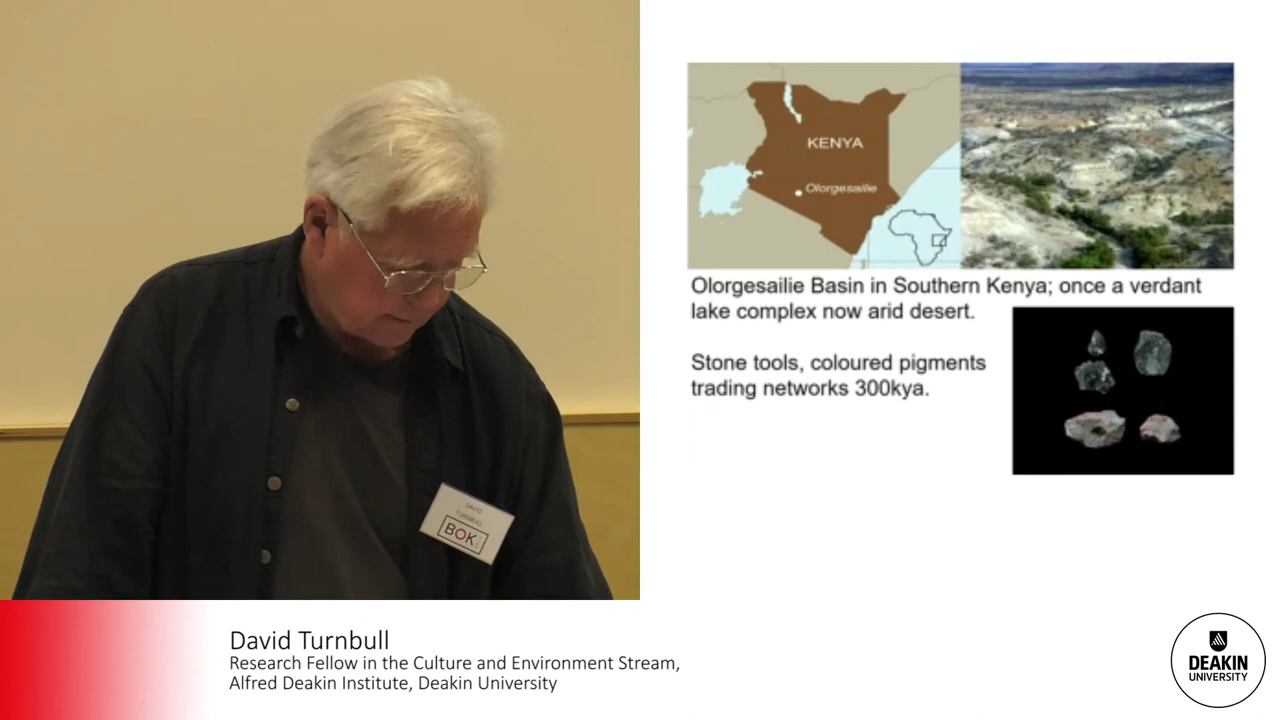 KENYA
Olorgesailie
Olorgesailie Basin in Southern Kenya; once a verdant
lake complex now arid desert.
Stone tools, coloured pigments
trading networks 300kya.
DAVID
TURNBULL
BOK
David Turnbull
Research Fellow in the Culture and Environment Stream,
Alfred Deakin Institute, Deakin University
DEAKIN
UNIVERSITY